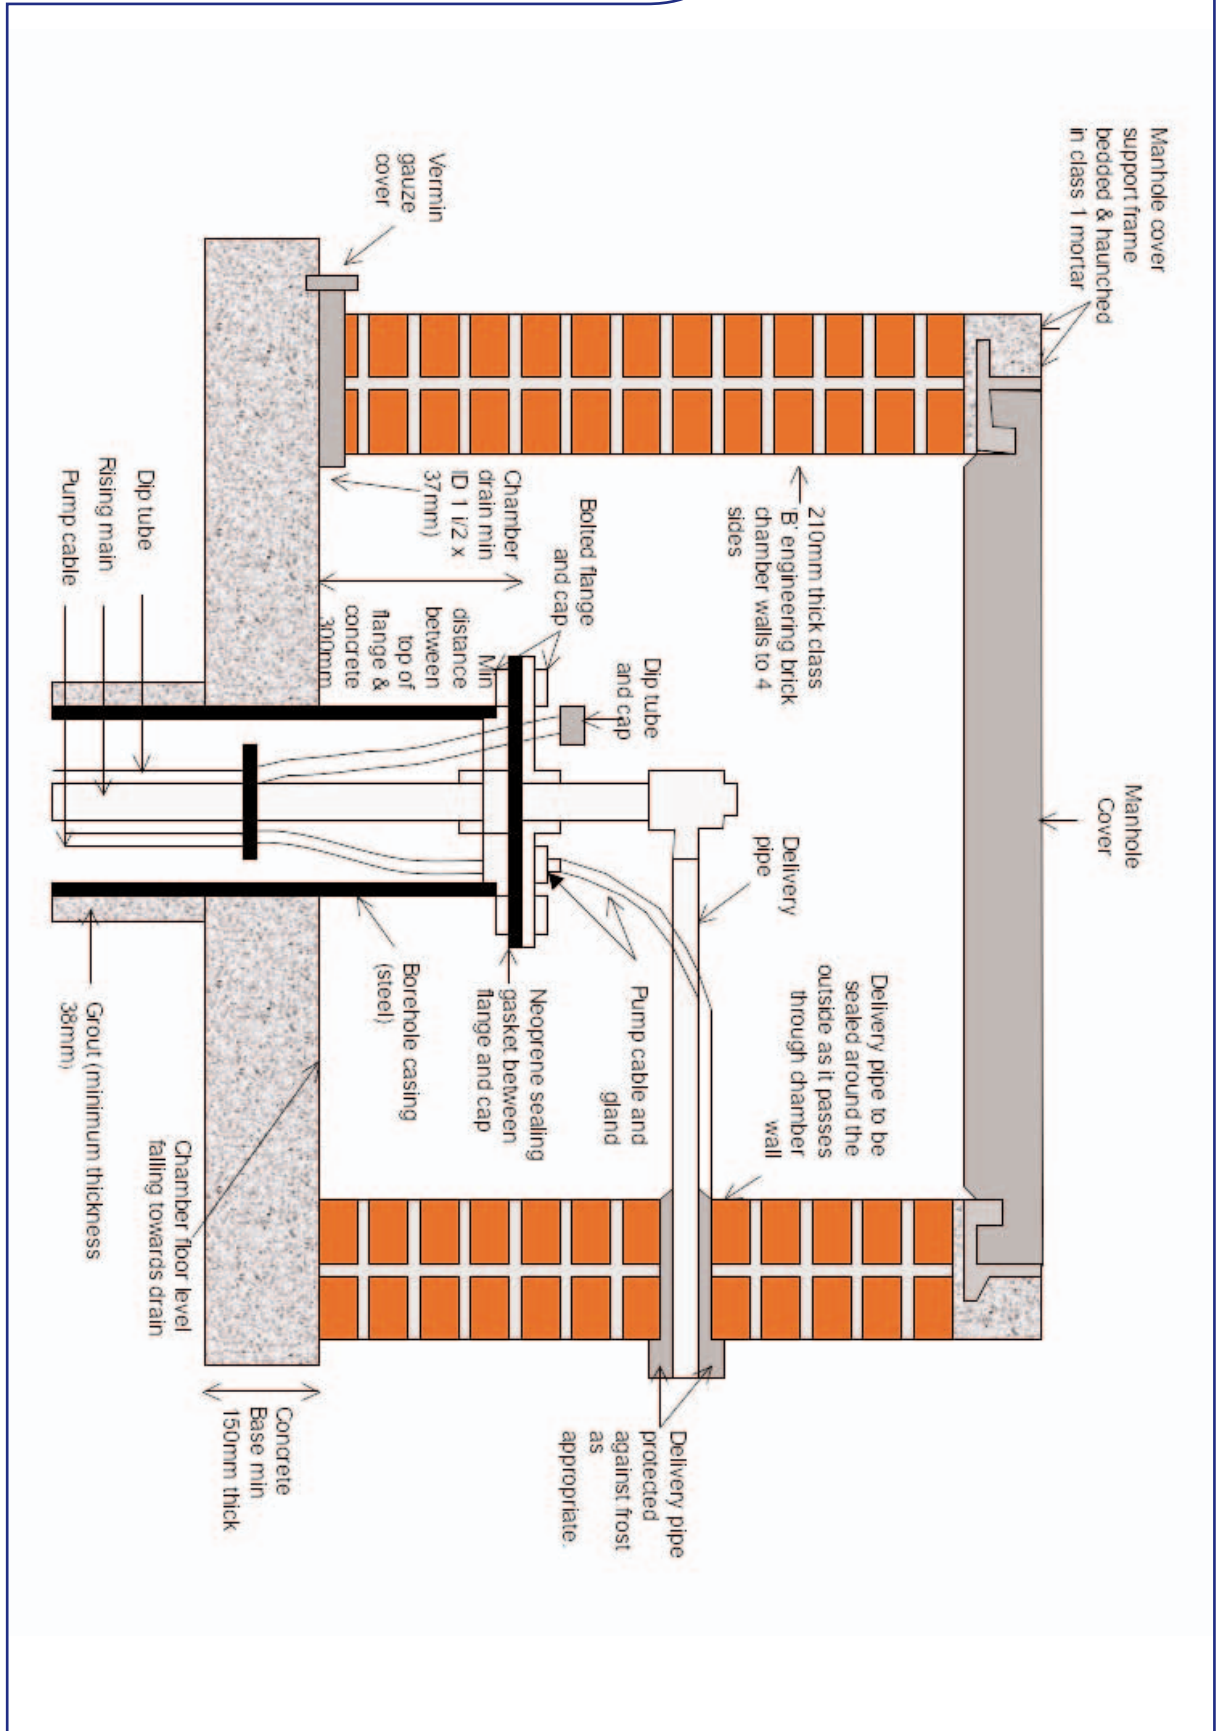 Manhole cover
support frame
bedded & haunched
in class 1 mortar
Manhole
Cover
Vermin
gauze
cover
210mm thick class
'B' engineering brick
chamber walls to 4
sides
Delivery pipe to be
sealed around the
outside as it passes
through chamber
wall
Delivery
pipe
Dip tube
and cap
Bolted flange
and cap
Chamber
drain min
ID 1 i/2 x
37mm)
Min
distance
between
top of
flange &
concrete
300mm
Pump cable and
gland
Neoprene sealing
gasket between
flange and cap
Borehole casing
(steel)
Delivery pipe
protected
against frost
as
appropriate.
Dip tube
Rising main
Pump cable
Grout (minimum thickness
38mm)
Chamber floor level
falling towards drain
Concrete
Base min
150mm thick